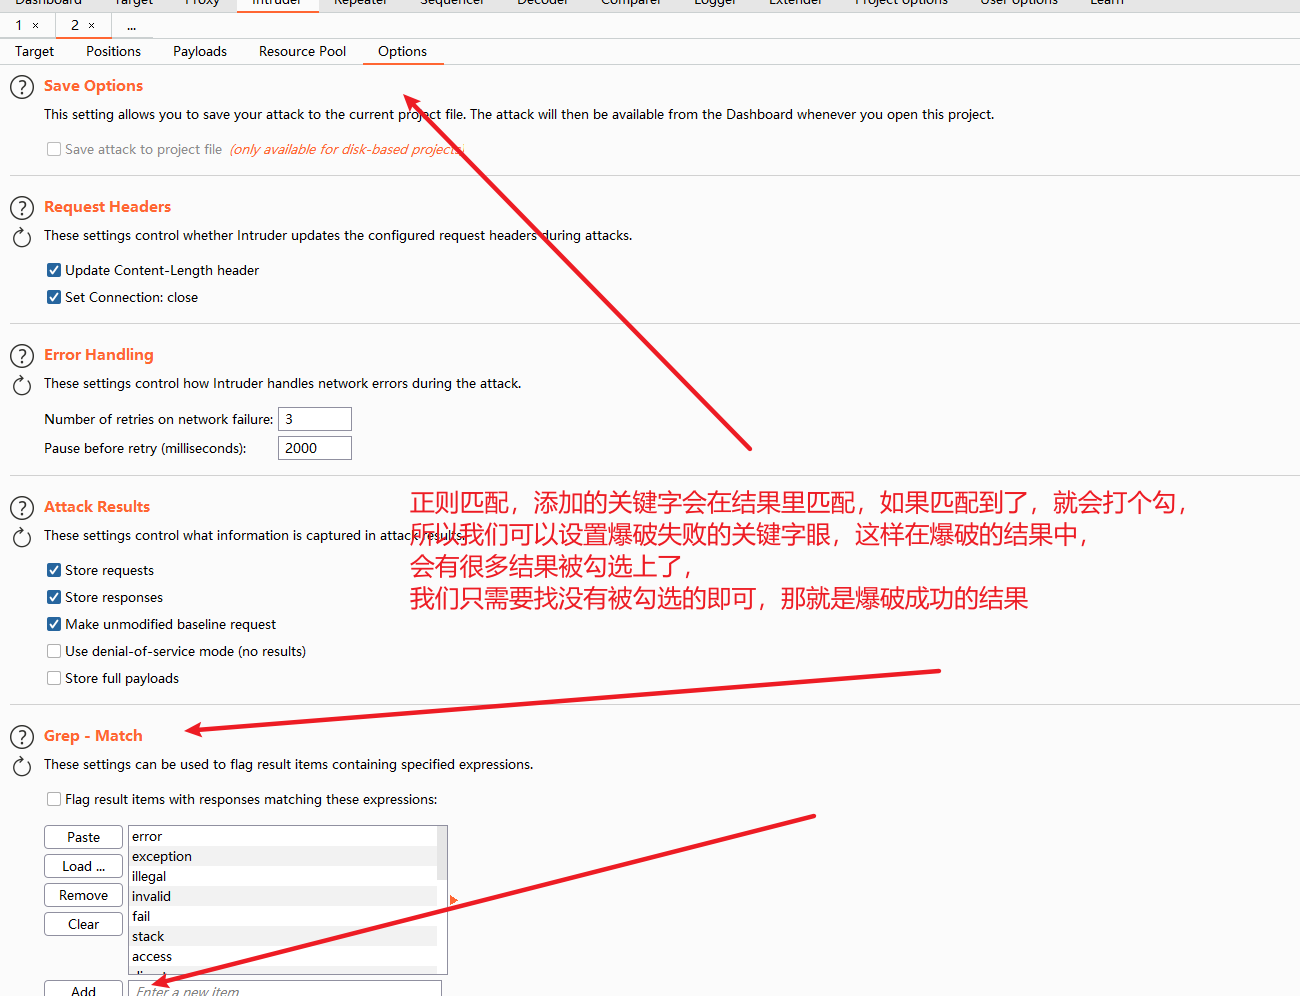 Dashboard Target Proxy Intruder Repeater Sequencer Decoder Comparer Logger Extender Project options User options Learn
1 × 2 × ...
Target Positions Payloads Resource Pool Options
Save Options
This setting allows you to save your attack to the current project file. The attack will then be available from the Dashboard whenever you open this project.
Save attack to project file (only available for disk-based projects)
Request Headers
These settings control whether Intruder updates the configured request headers during attacks.
Update Content-Length header
Set Connection: close
Error Handling
These settings control how Intruder handles network errors during the attack.
Number of retries on network failure: 3
Pause before retry (milliseconds): 2000
Attack Results
These settings control what information is captured in attack results.
正则匹配，添加的关键字会在结果里匹配，如果匹配到了，就会打个勾，
所以我们可以设置爆破失败的关键字眼，这样在爆破的结果中，
会有很多结果被勾选上了，
我们只需要找没有被勾选的即可，那就是爆破成功的结果
Store requests
Store responses
Make unmodified baseline request
Use denial-of-service mode (no results)
Store full payloads
Grep - Match
These settings can be used to flag result items containing specified expressions.
Flag result items with responses matching these expressions:
Paste
Load ...
Remove
Clear
error
exception
illegal
invalid
fail
stack
access
Add Enter a new item